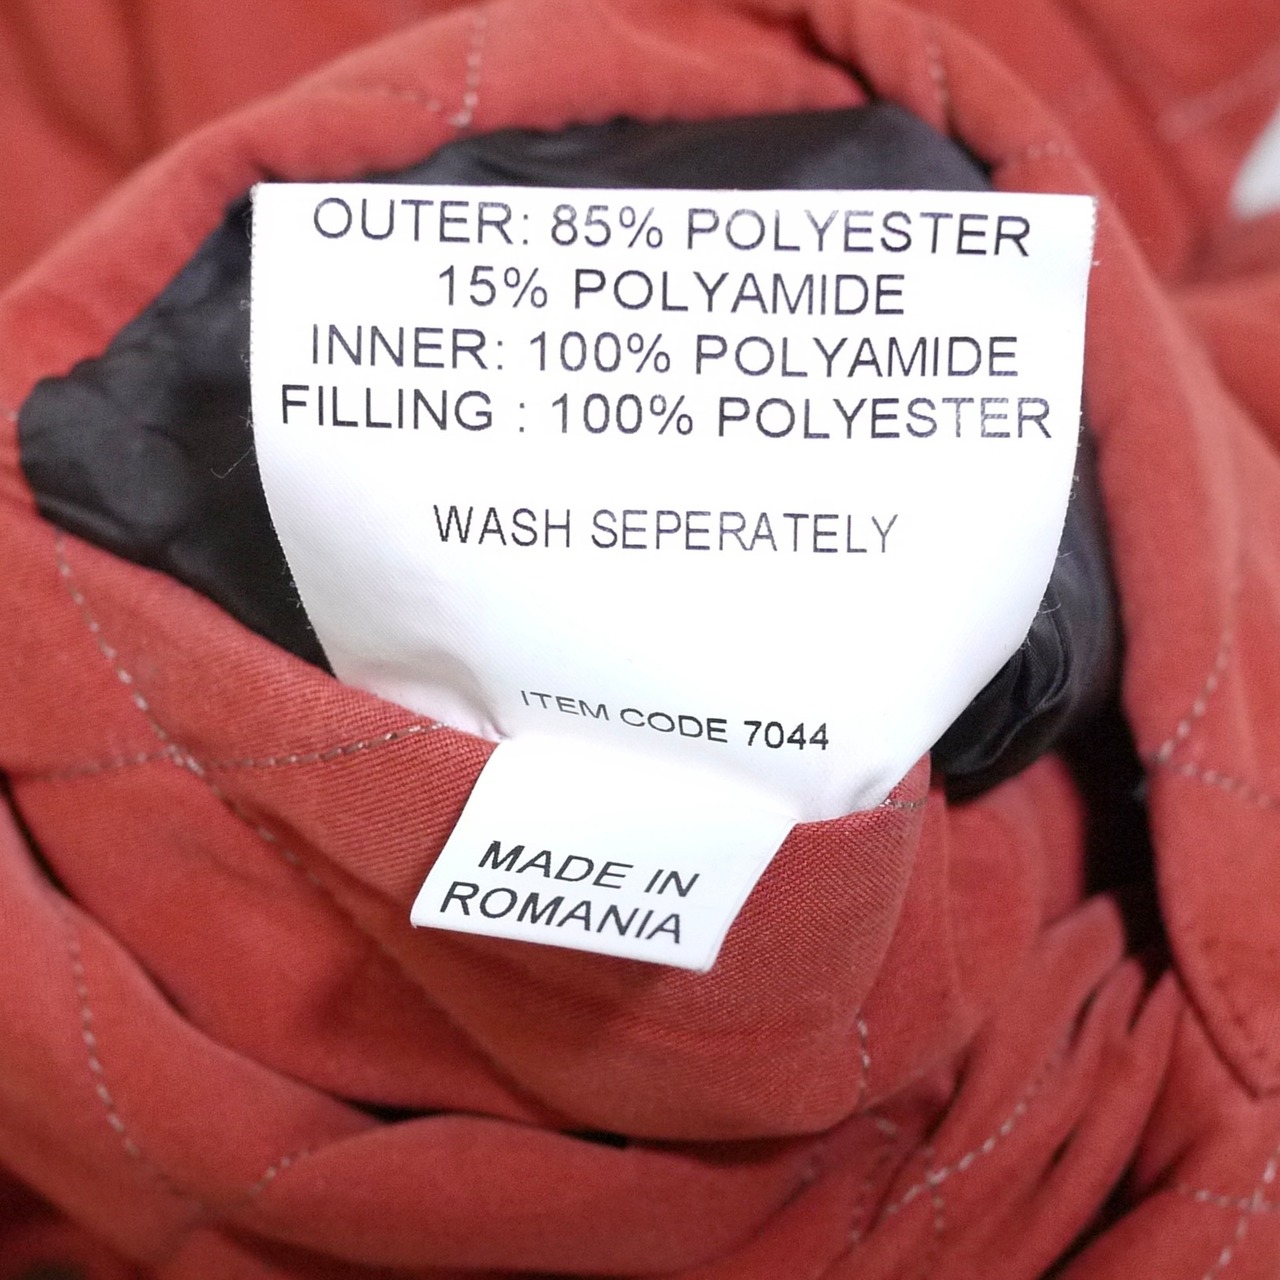 OUTER: 85% POLYESTER
15% POLYAMIDE
INNER: 100% POLYAMIDE
FILLING : 100% POLYESTER
WASH SEPERATELY
ITEM CODE 7044
MADE IN
ROMANIA